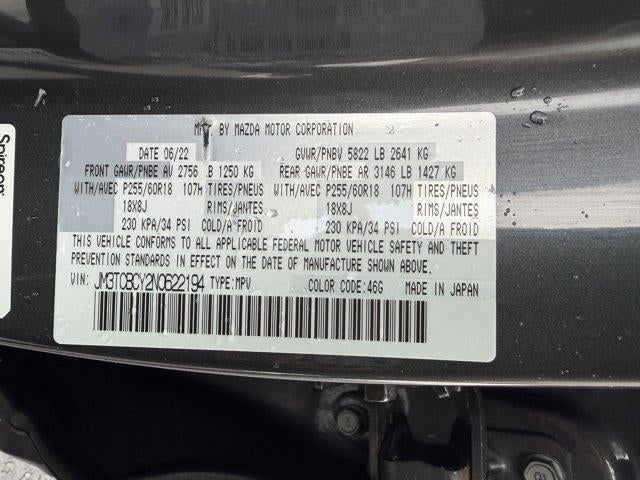 MFT. BY MAZDA MOTOR CORPORATION
DATE 06/22 GVWR/PNBV 5822 LB 2641 KG
FRONT GAWR/PNBE AV 2756 LB 1250 KG REAR GAWR/PNBE AR 3146 LB 1427 KG
WITH/AVEC P255/60R18 107H TIRES/PNEUS WITH/AVEC P255/60R18 107H TIRES/PNEUS
18X8J RIMS/JANTES 18X8J RIMS/JANTES
230 KPA/34 PSI COLD/A FROID 230 KPA/34 PSI COLD/A FROID
THIS VEHICLE CONFORMS TO ALL APPLICABLE FEDERAL MOTOR VEHICLE SAFETY AND THEFT
PREVENTION STANDARDS IN EFFECT ON THE DATE OF MANUFACTURE SHOWN ABOVE.
VIN: JM3TCBCY2N0622194 TYPE:MPV COLOR CODE:46G MADE IN JAPAN
Spireon